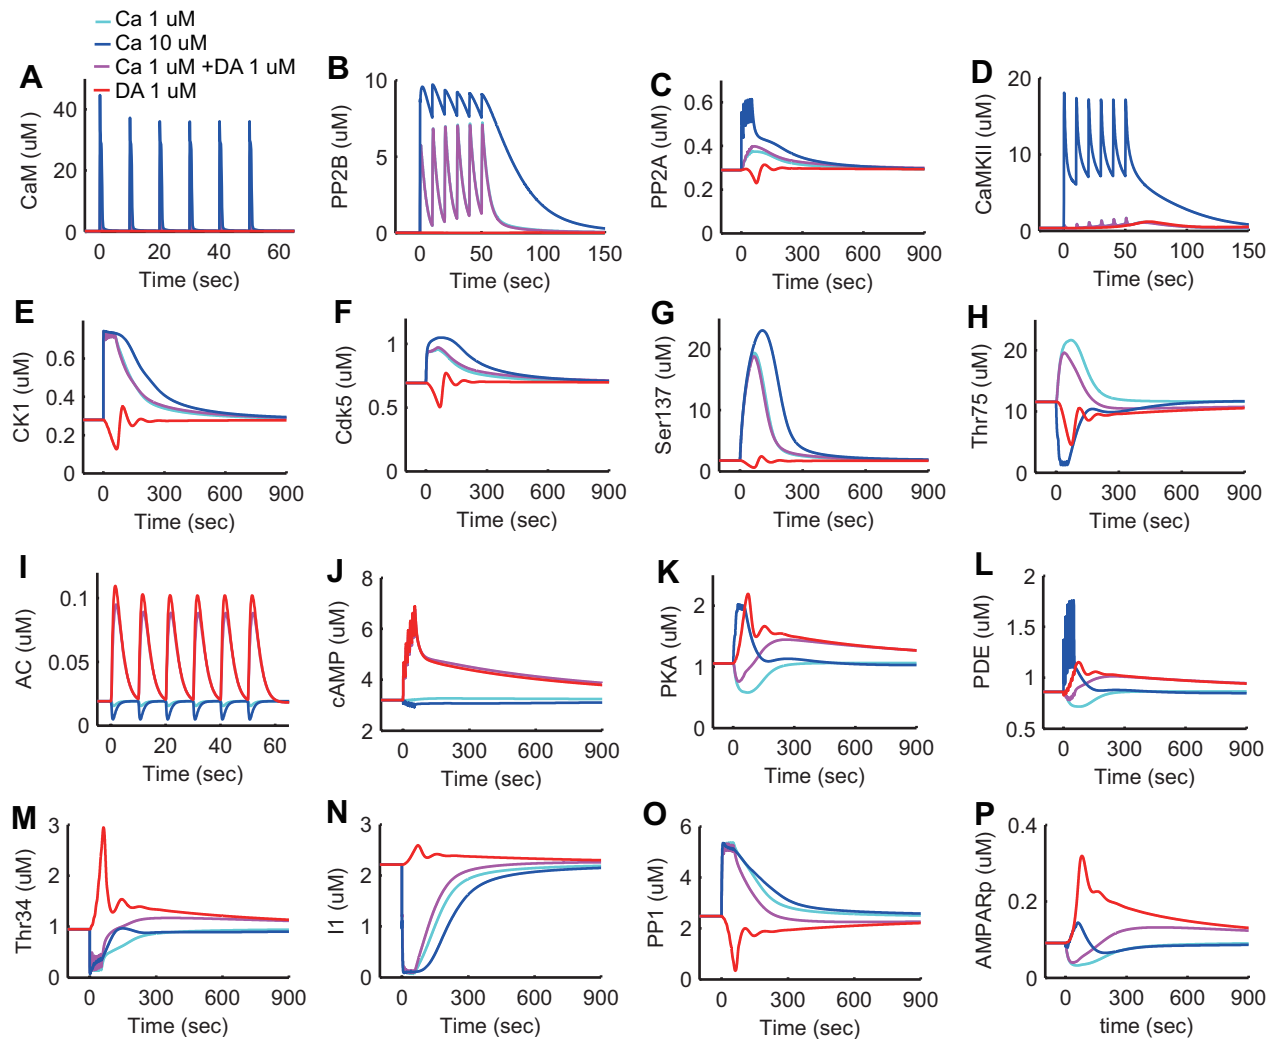 Ca 1 uM
Ca 10 uM
Ca 1 uM +DA 1 uM
DA 1 uM
A
CaM (uM)
40
20
0
0 20 40 60
Time (sec)
B
PP2B (uM)
10
5
0
0 50 100 150
Time (sec)
C
PP2A (uM)
0.6
0.4
0.2
0
0 300 600 900
Time (sec)
D
CaMKII (uM)
20
10
0
0 50 100 150
Time (sec)
E
CK1 (uM)
0.6
0.4
0.2
0
0 300 600 900
Time (sec)
F
Cdk5 (uM)
1
0.5
0
0 300 600 900
Time (sec)
G
Ser137 (uM)
20
10
0
0 300 600 900
Time (sec)
H
Thr75 (uM)
20
10
0
0 300 600 900
Time (sec)
I
AC (uM)
0.1
0.05
0
0 20 40 60
Time (sec)
J
cAMP (uM)
8
6
4
2
0 300 600 900
Time (sec)
K
PKA (uM)
2
1
0
0 300 600 900
Time (sec)
L
PDE (uM)
2
1.5
1
0.5
0 300 600 900
Time (sec)
M
Thr34 (uM)
3
2
1
0
0 300 600 900
Time (sec)
N
I1 (uM)
3
2
1
0
0 300 600 900
Time (sec)
O
PP1 (uM)
6
4
2
0
0 300 600 900
Time (sec)
P
AMPARp (uM)
0.4
0.2
0
0 300 600 900
time (sec)